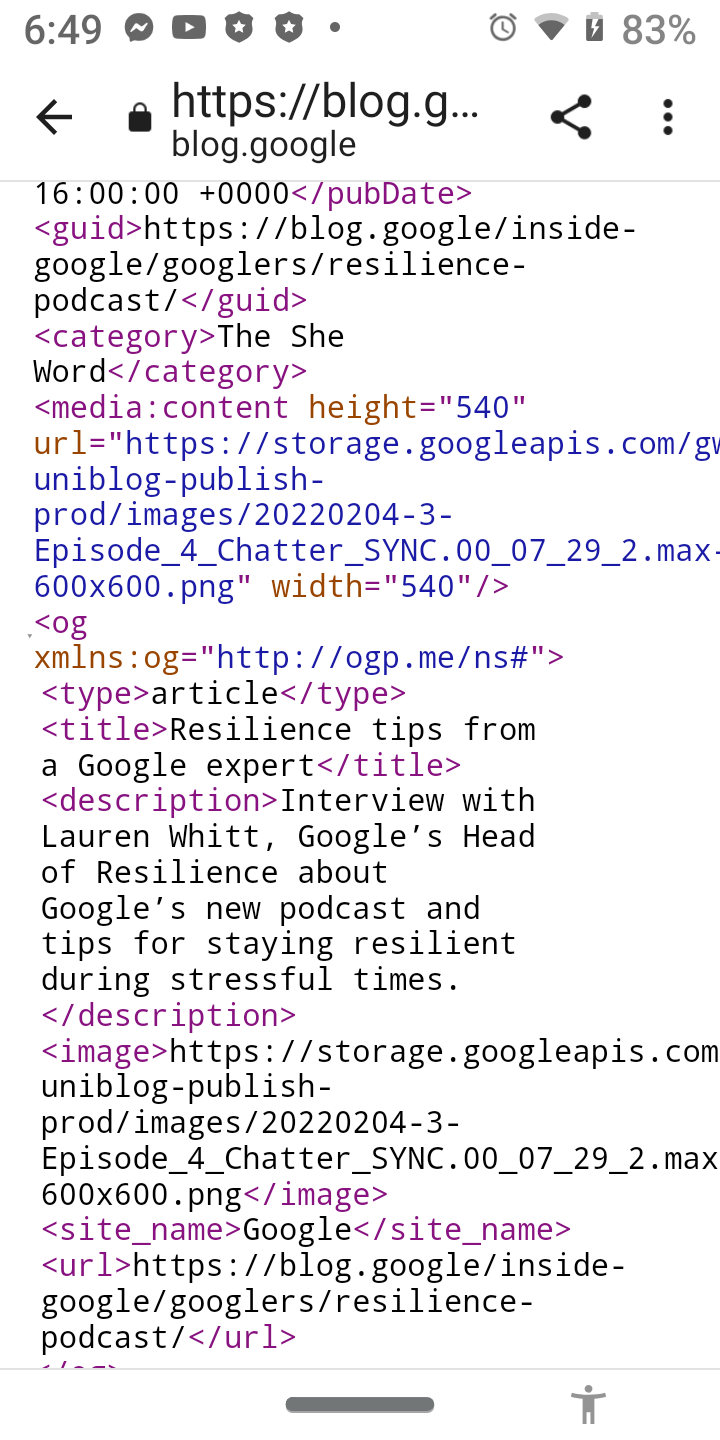 6:49
83%
https://blog.g...
blog.google
16:00:00 +0000</pubDate>
<guid>https://blog.google/inside-
google/googlers/resilience-
podcast/</guid>
<category>The She
Word</category>
<media:content height="540"
url="https://storage.googleapis.com/gw
uniblog-publish-
prod/images/20220204-3-
Episode_4_Chatter_SYNC.00_07_29_2.max-
600x600.png" width="540"/>
<og
xmlns:og="http://ogp.me/ns#">
<type>article</type>
<title>Resilience tips from
a Google expert</title>
<description>Interview with
Lauren Whitt, Google’s Head
of Resilience about
Google’s new podcast and
tips for staying resilient
during stressful times.
</description>
<image>https://storage.googleapis.com
uniblog-publish-
prod/images/20220204-3-
Episode_4_Chatter_SYNC.00_07_29_2.max
600x600.png</image>
<site_name>Google</site_name>
<url>https://blog.google/inside-
google/googlers/resilience-
podcast/</url>